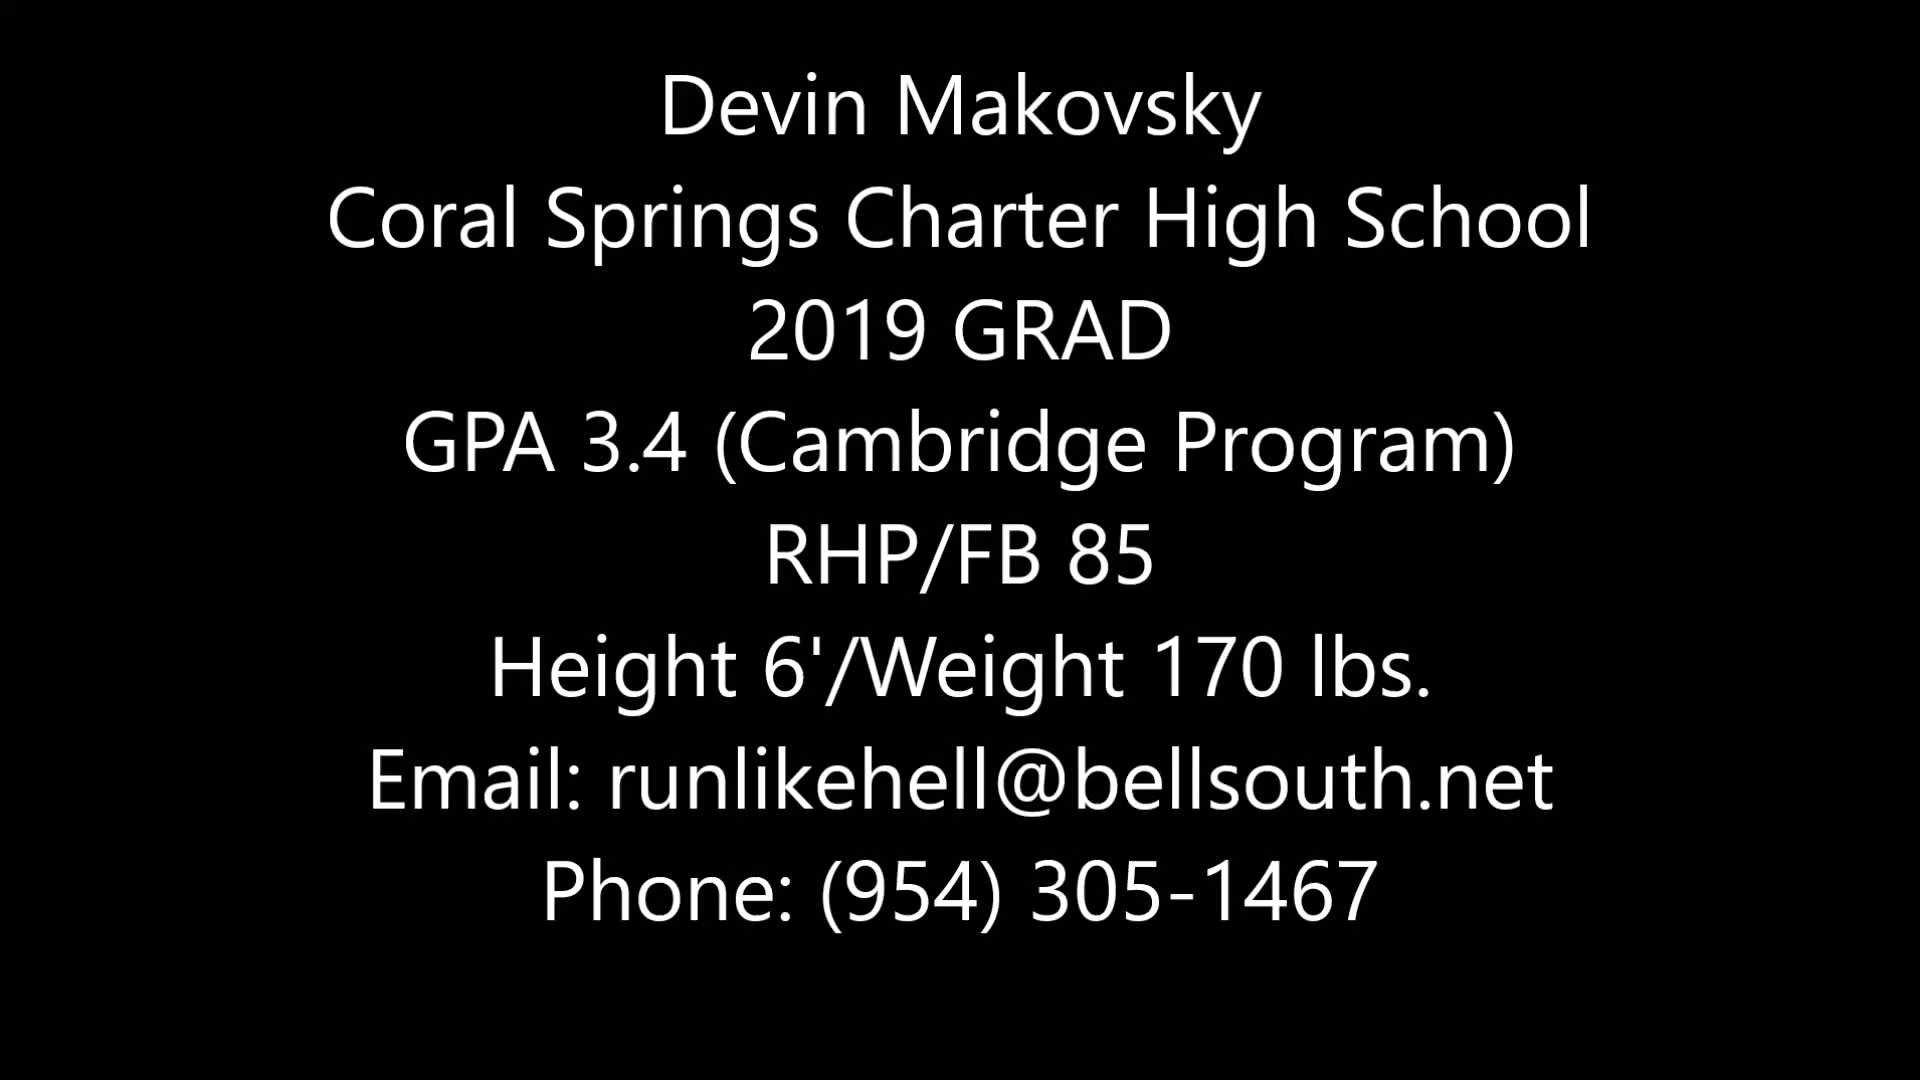 Devin Makovsky
Coral Springs Charter High School
2019 GRAD
GPA 3.4 (Cambridge Program)
RHP/FB 85
Height 6'/Weight 170 lbs.
Email: runlikehell@bellsouth.net
Phone: (954) 305-1467